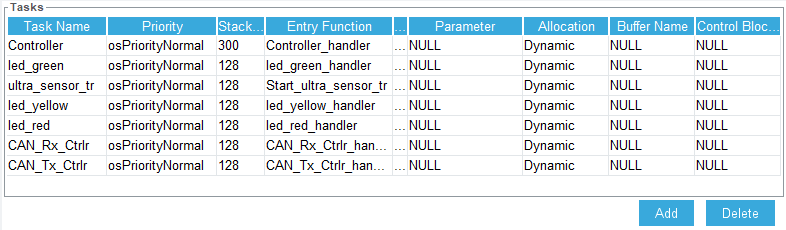 Tasks
Task Name Priority Stack... Entry Function ... Parameter Allocation Buffer Name Control Bloc...
Controller osPriorityNormal 300 Controller_handler ... NULL Dynamic NULL NULL
led_green osPriorityNormal 128 led_green_handler ... NULL Dynamic NULL NULL
ultra_sensor_tr osPriorityNormal 128 Start_ultra_sensor_tr ... NULL Dynamic NULL NULL
led_yellow osPriorityNormal 128 led_yellow_handler ... NULL Dynamic NULL NULL
led_red osPriorityNormal 128 led_red_handler ... NULL Dynamic NULL NULL
CAN_Rx_Ctrlr osPriorityNormal 128 CAN_Rx_Ctrlr_han... ... NULL Dynamic NULL NULL
CAN_Tx_Ctrlr osPriorityNormal 128 CAN_Tx_Ctrlr_han... ... NULL Dynamic NULL NULL
Add Delete